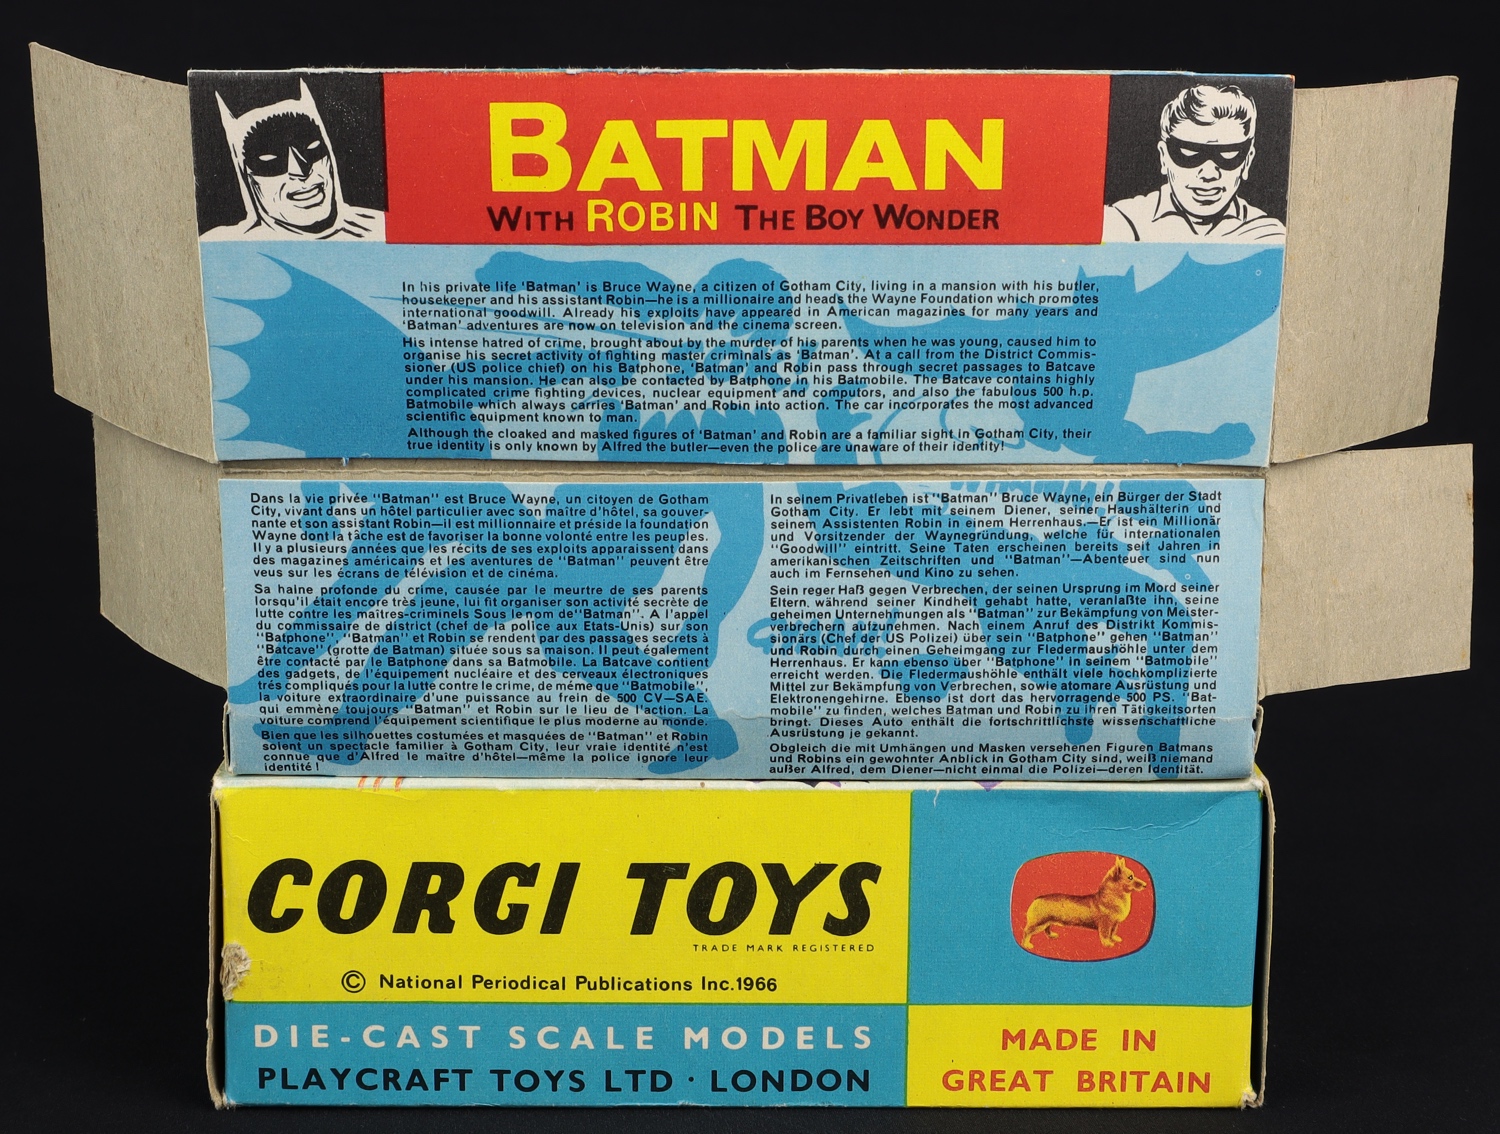 BATMAN
WITH ROBIN THE BOY WONDER
In his private life 'Batman' is Bruce Wayne, a citizen of Gotham City, living in a mansion with his butler,
housekeeper and his assistant Robin—he is a millionaire and heads the Wayne Foundation which promotes
international goodwill. Already his exploits have appeared in American magazines for many years and
'Batman' adventures are now on television and the cinema screen.
His intense hatred of crime, brought about by the murder of his parents when he was young, caused him to
organise his secret activity of fighting master criminals as 'Batman'. At a call from the District Commis-
sioner (US police chief) on his Batphone, 'Batman' and Robin pass through secret passages to Batcave
under his mansion. He can also be contacted by Batphone in his Batmobile. The Batcave contains highly
complicated crime fighting devices, nuclear equipment and computors, and also the fabulous 500 h.p.
Batmobile which always carries 'Batman' and Robin into action. The car incorporates the most advanced
scientific equipment known to man.
Although the cloaked and masked figures of 'Batman' and Robin are a familiar sight in Gotham City, their
true identity is only known by Alfred the butler—even the police are unaware of their identity!
Dans la vie privée "Batman" est Bruce Wayne, un citoyen de Gotham
City, vivant dans un hôtel particulier avec son maître d'hôtel, sa gouver-
nante et son assistant Robin—il est millionnaire et préside la foundation
Wayne dont la tâche est de favoriser la bonne volonté entre les peuples.
Il y a plusieurs années que les récits de ses exploits apparaissent dans
des magazines américains et les aventures de "Batman" peuvent être
veus sur les écrans de télévision et de cinéma.
Sa haine profonde du crime, causée par le meurtre de ses parents
lorsqu'il était encore très jeune, lui fit organiser son activité secrète de
lutte contre les maîtres-criminels Sous le nom de "Batman". A l'appel
du commissaire de district (chef de la police aux Etats-Unis) sur son
"Batphone", "Batman" et Robin se rendent par des passages secrets à
"Batcave" (grotte de Batman) située sous sa maison. Il peut également
être contacté par le Batphone dans sa Batmobile. La Batcave contient
des gadgets, de l'équipement nucléaire et des cerveaux électroniques
très compliqués pour la lutte contre le crime, de même que "Batmobile",
la voiture extraordinaire d'une puissance au frein de 500 CV—SAE.
qui emmène toujours "Batman" et Robin sur le lieu de l'action. La
voiture comprend l'équipement scientifique le plus moderne au monde.
Bien que les silhouettes costumées et masquées de "Batman" et Robin
soient un spectacle familier à Gotham City, leur vraie identité n'est
connue que d'Alfred le maître d'hôtel—même la police ignore leur
identité!
In seinem Privatleben ist "Batman" Bruce Wayne, ein Bürger der Stadt
Gotham City. Er lebt mit seinem Diener, seiner Haushälterin und
seinem Assistenten Robin in einem Herrenhaus.—Er ist ein Millionär
und Vorsitzender der Waynegründung, welche für internationalen
"Goodwill" eintritt. Seine Taten erscheinen bereits seit Jahren in
amerikanischen Zeitschriften und "Batman"—Abenteuer sind nun
auch im Fernsehen und Kino zu sehen.
Sein reger Haß gegen Verbrechen, der seinen Ursprung im Mord seiner
Eltern, während seiner Kindheit gehabt hatte, veraläßte ihn, seine
geheimen Unternehmungen als "Batman" zur Bekämpfung von Meister-
verbrechern aufzunehmen. Nach einem Anruf des Distrikt Kommis-
sionärs (Chef der US Polizei) über sein "Batphone" gehen "Batman"
und Robin durch einen Geheimgang zur Fledermaushöhle unter dem
Herrenhaus. Er kann ebenso über "Batphone" in seinem "Batmobile"
erreicht werden. Die Fledermaushöhle enthält viele hochkomplizierte
Mittel zur Bekämpfung von Verbrechen, sowie atomare Ausrüstung und
Elektronengehirne. Ebenso ist dort das hervorragende 500 PS. "Bat-
mobile" zu finden, welches Batman und Robin zu ihren Tätigkeitsorten
bringt. Dieses Auto enthält die fortschrittlichste wissenschaftliche
Ausrüstung je gekannt.
Obgleich die mit Umhängen und Masken versehenen Figuren Batmans
und Robins ein gewohnter Anblick in Gotham City sind, weiß niemand
außer Alfred, dem Diener—nicht einmal die Polizei—deren Identität.
CORGI TOYS
TRADE MARK REGISTERED
© National Periodical Publications Inc.1966
DIE-CAST SCALE MODELS
PLAYCRAFT TOYS LTD · LONDON
MADE IN
GREAT BRITAIN